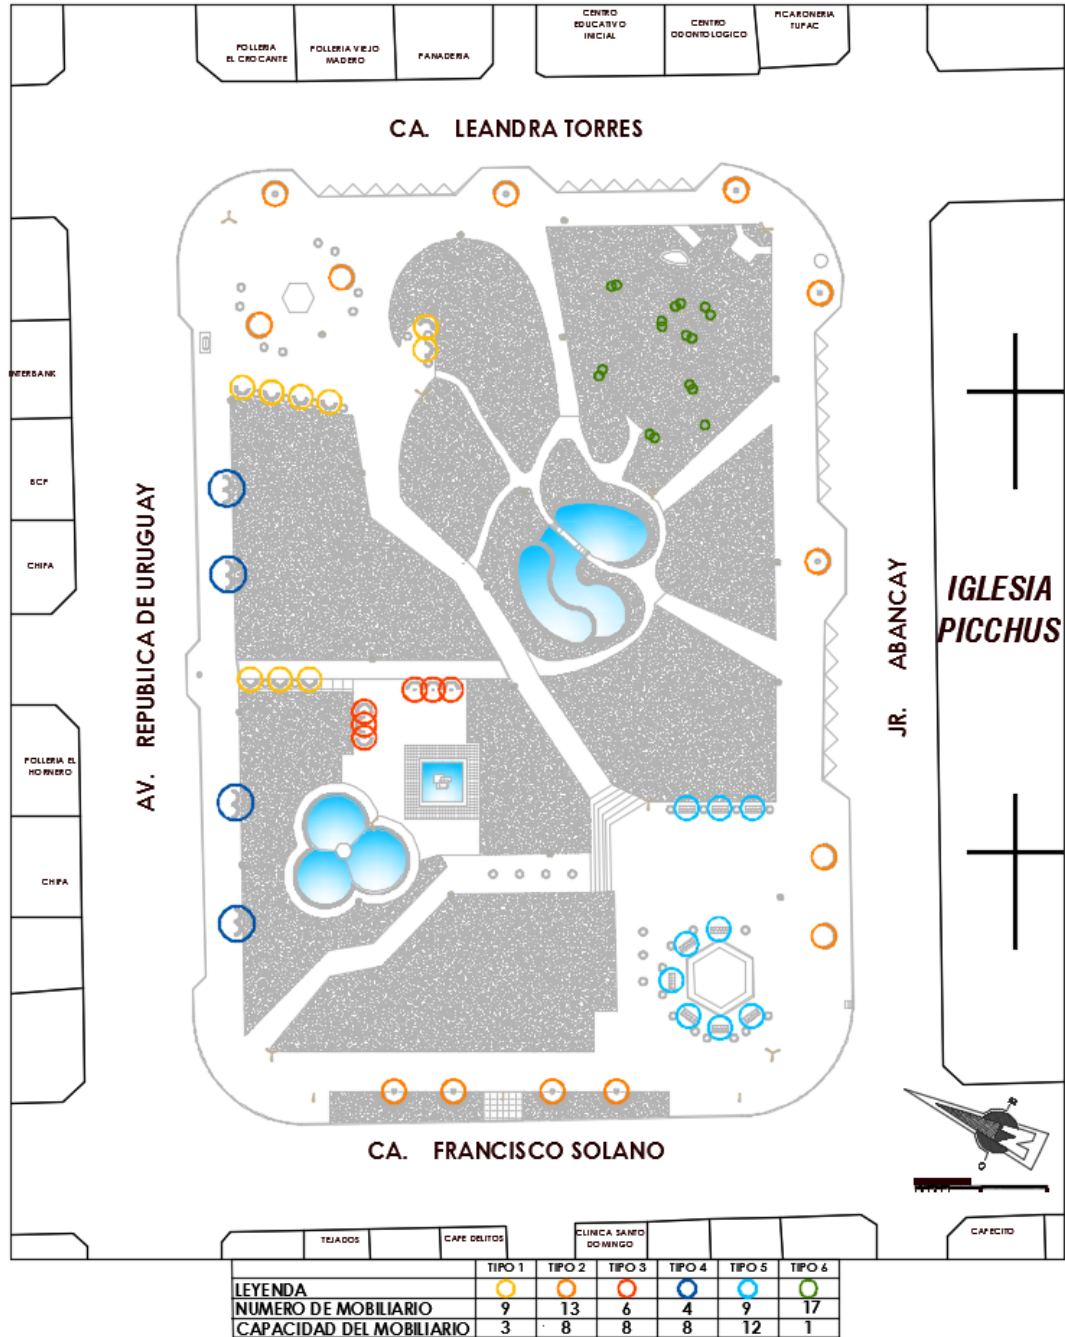 CENTRO
EDUCATIVO
INICIAL
CENTRO
ODONTOLOGICO
PICARONERIA
TUPAC
POLLERIA
EL CROCANTE
POLLERIA VIEJO
MADERO
PANADERIA
CA. LEANDRA TORRES
INTERBANK
BCP
CHIFA
AV. REPUBLICA DE URUGUAY
JR. ABANCAY
IGLESIA
PICCHUS
POLLERIA EL
HORNERO
CHIFA
CA. FRANCISCO SOLANO
TEJADOS
CAFE DELITOS
CLINICA SANTO
DOMINGO
CAFECITO
TIPO 1 TIPO 2 TIPO 3 TIPO 4 TIPO 5 TIPO 6
LEYENDA
NUMERO DE MOBILIARIO 9 13 6 4 9 17
CAPACIDAD DEL MOBILIARIO 3 8 8 8 12 1